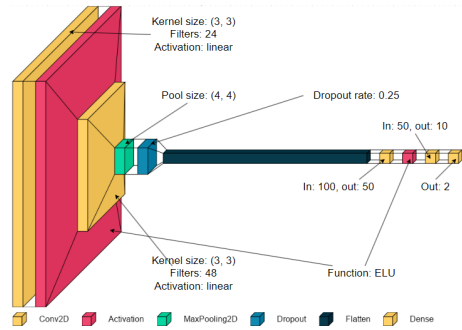 Kernel size: (3, 3)
Filters: 24
Activation: linear
Pool size: (4, 4)
Dropout rate: 0.25
In: 50, out: 10
In: 100, out: 50
Out: 2
Kernel size: (3, 3)
Filters: 48
Activation: linear
Function: ELU
Conv2D
Activation
MaxPooling2D
Dropout
Flatten
Dense